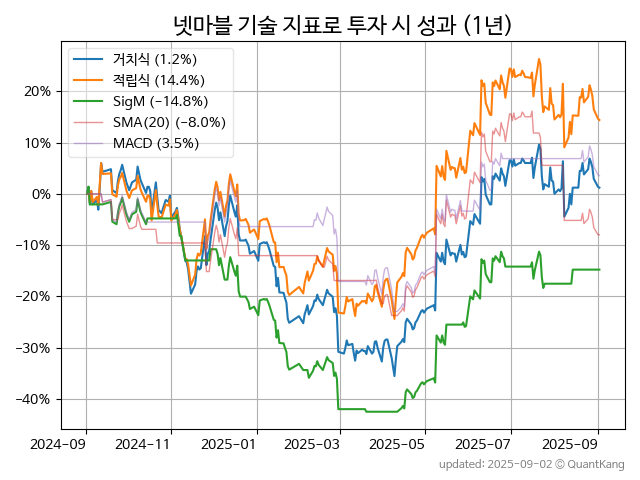 넷마블 기술 지표로 투자 시 성과 (1년)
거치식 (1.2%)
적립식 (14.4%)
SigM (−14.8%)
SMA(20) (−8.0%)
MACD (3.5%)
20%
10%
0%
−10%
−20%
−30%
−40%
2024-09 2024-11 2025-01 2025-03 2025-05 2025-07 2025-09
updated: 2025-09-02 © QuantKang